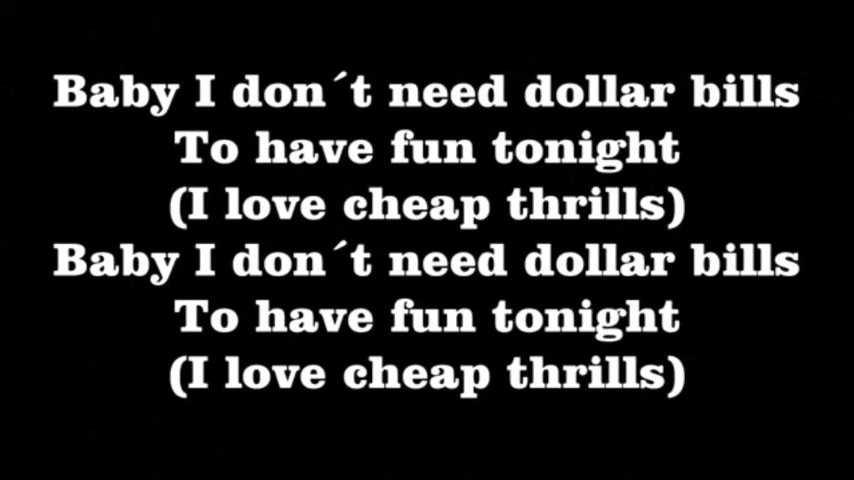 Baby I don´t need dollar bills
To have fun tonight
(I love cheap thrills)
Baby I don´t need dollar bills
To have fun tonight
(I love cheap thrills)